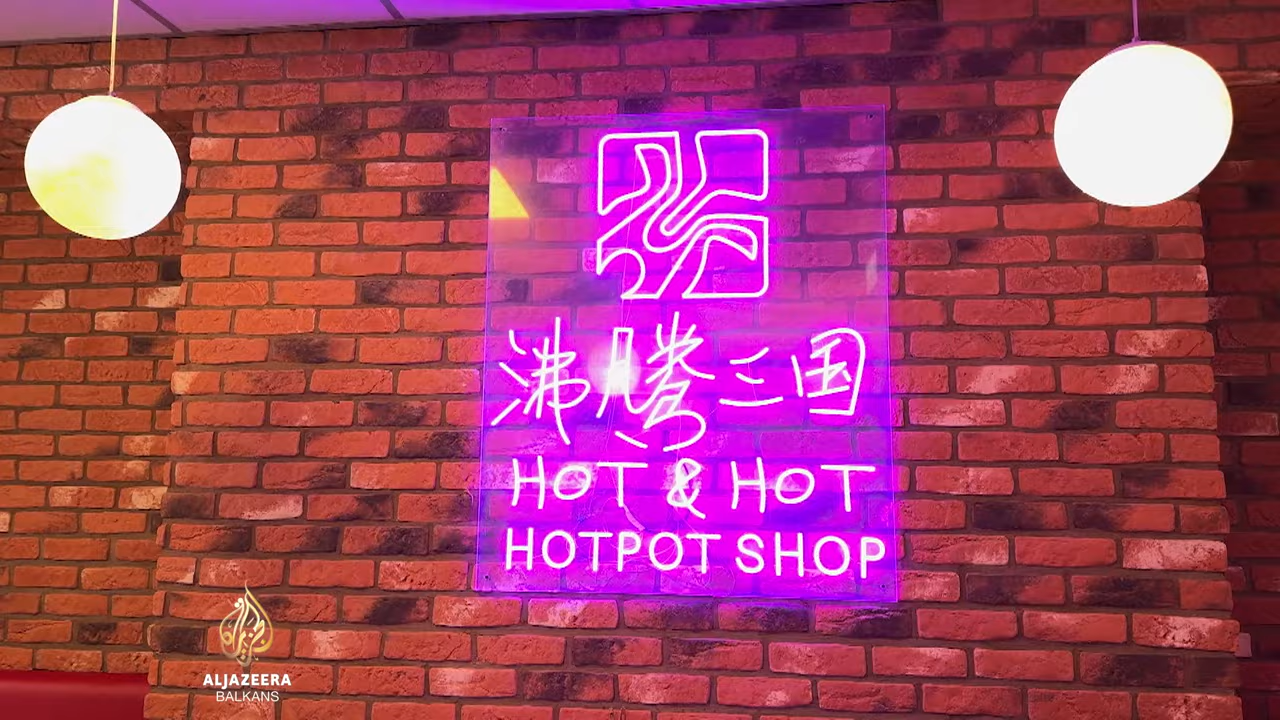 沸腾三国
HOT & HOT
HOTPOT SHOP
ALJAZEERA
BALKANS